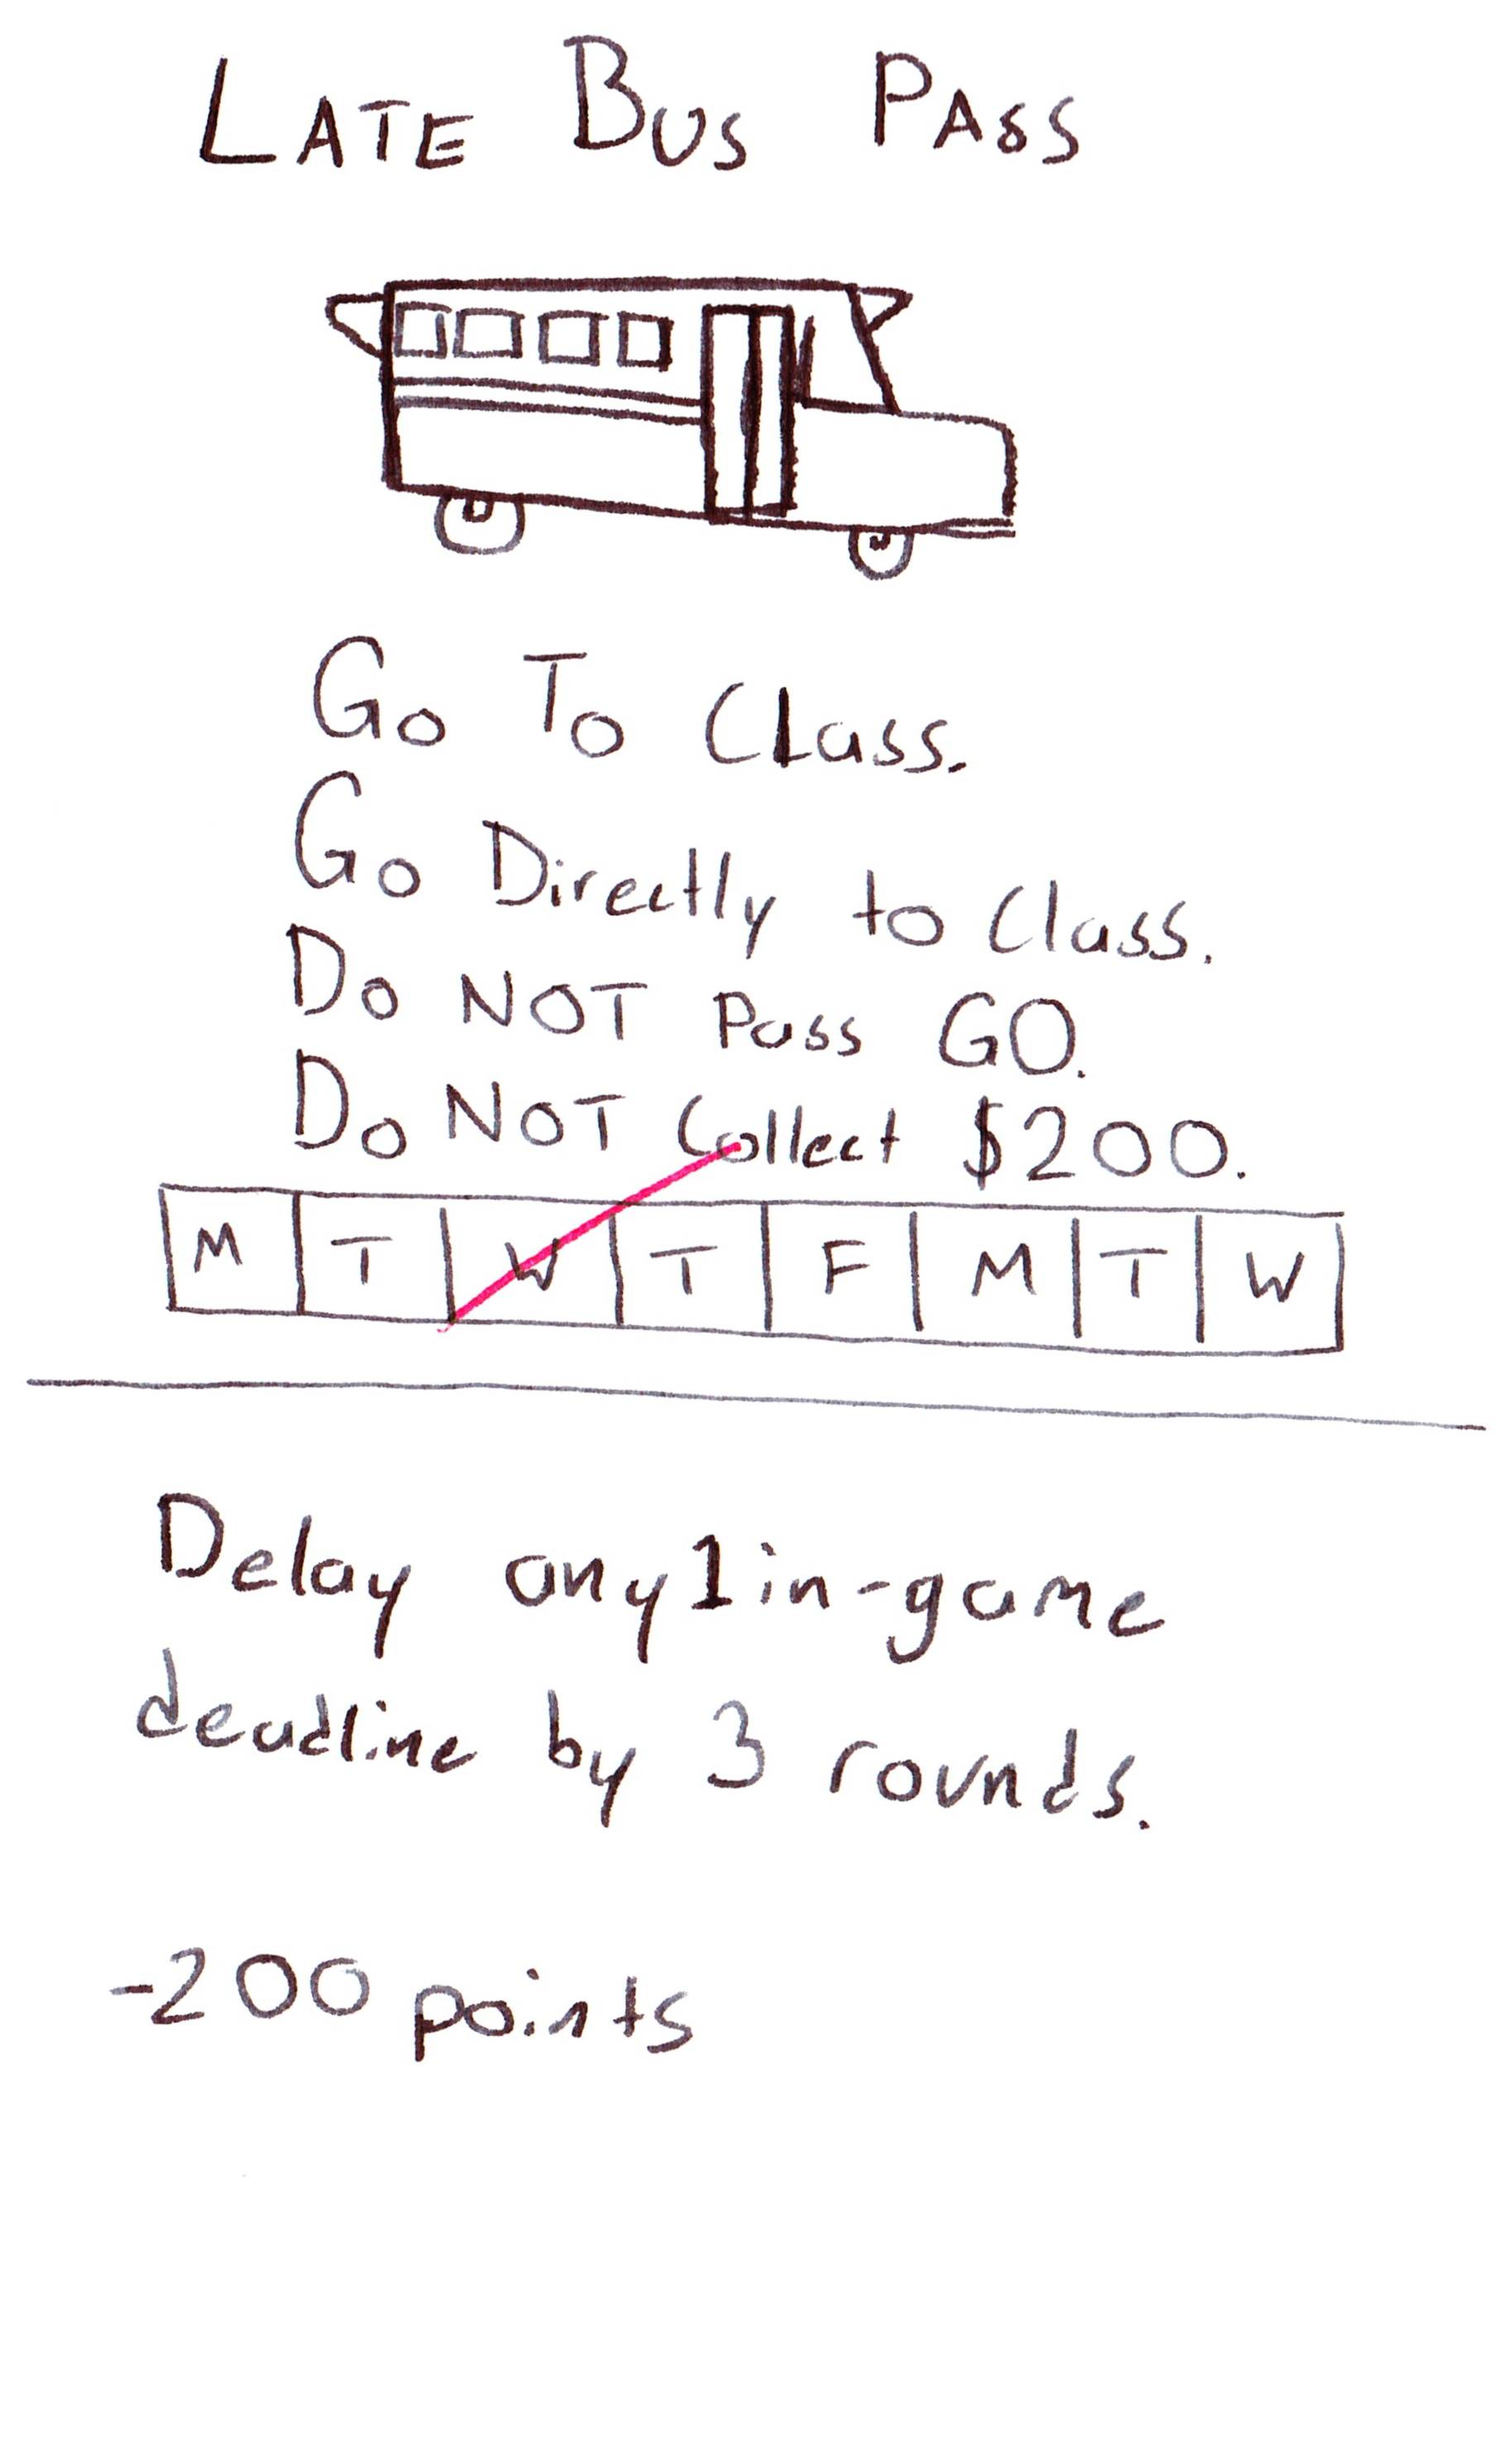 LATE BUS PASS
Go To Class.
Go Directly to Class.
Do NOT Pass GO.
Do NOT Collect $200.
M T W T F M T W
Delay any 1 in-game
deadline by 3 rounds.
-200 points